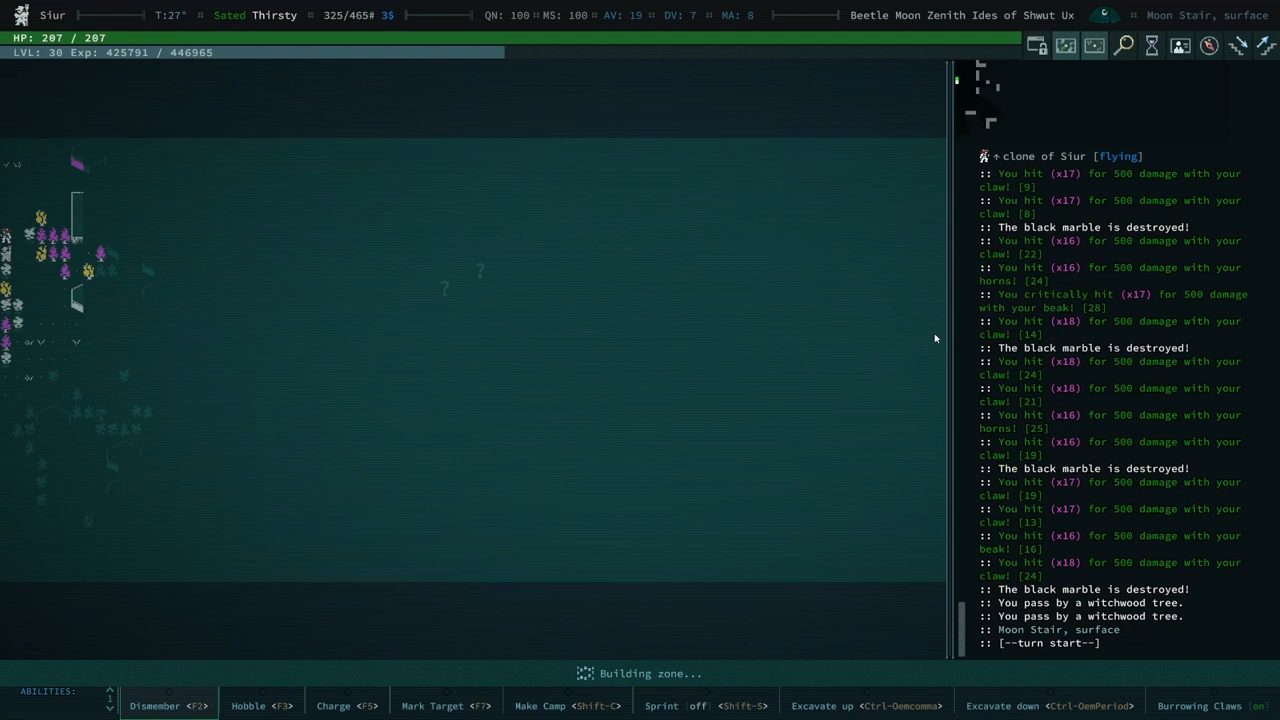 Siur T:27° Sated Thirsty 325/465# 3$ QN: 100 MS: 100 AV: 19 DV: 7 MA: 8 Beetle Moon Zenith Ides of Shwut Ux Moon Stair, surface
HP: 207 / 207
LVL: 30 Exp: 425791 / 446965
↑ clone of Siur [flying]
:: You hit (x17) for 500 damage with your
claw! [9]
:: You hit (x17) for 500 damage with your
claw! [8]
:: The black marble is destroyed!
:: You hit (x16) for 500 damage with your
claw! [22]
:: You hit (x16) for 500 damage with your
horns! [24]
:: You critically hit (x17) for 500 damage
with your beak! [28]
:: You hit (x18) for 500 damage with your
claw! [14]
:: The black marble is destroyed!
:: You hit (x18) for 500 damage with your
claw! [24]
:: You hit (x18) for 500 damage with your
claw! [21]
:: You hit (x16) for 500 damage with your
horns! [25]
:: You hit (x16) for 500 damage with your
claw! [19]
:: The black marble is destroyed!
:: You hit (x17) for 500 damage with your
claw! [19]
:: You hit (x17) for 500 damage with your
claw! [13]
:: You hit (x16) for 500 damage with your
beak! [16]
:: You hit (x18) for 500 damage with your
claw! [24]
:: The black marble is destroyed!
:: You pass by a witchwood tree.
:: You pass by a witchwood tree.
:: Moon Stair, surface
:: [--turn start--]
? ?
Building zone...
ABILITIES: 1 Dismember <F2> Hobble <F3> Charge <F5> Mark Target <F7> Make Camp <Shift-C> Sprint [off] <Shift-S> Excavate up <Ctrl-Oemcomma> Excavate down <Ctrl-OemPeriod> Burrowing Claws [on]